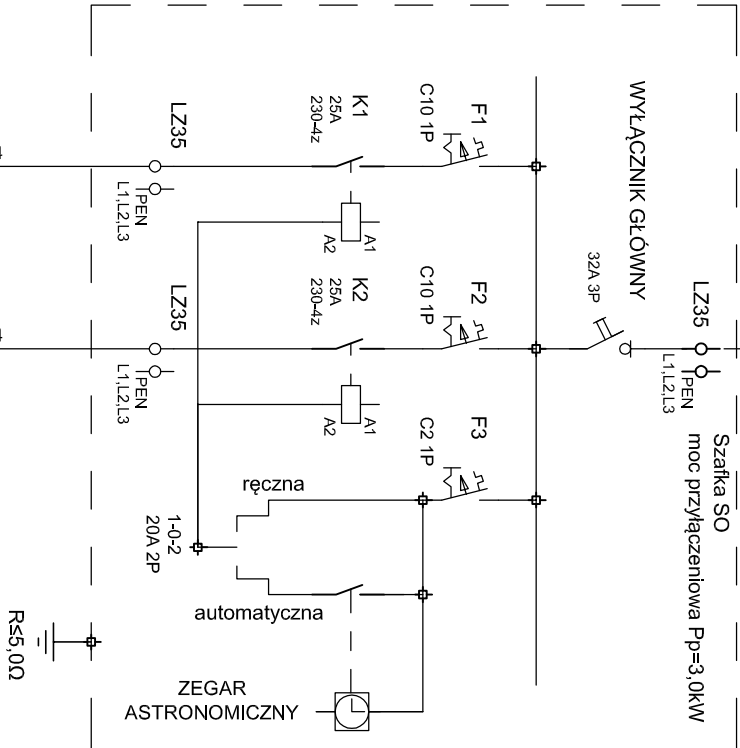 Szafka SO
moc przyłączeniowa Pp=3,0kW
LZ35
PEN
L1,L2,L3
WYŁĄCZNIK GŁÓWNY
32A 3P
F1
C10 1P
F2
C10 1P
F3
C2 1P
K1
25A
230-4z
A1
A2
K2
25A
230-4z
A1
A2
LZ35
PEN
L1,L2,L3
LZ35
PEN
L1,L2,L3
ręczna
1-0-2
20A 2P
automatyczna
ZEGAR
ASTRONOMICZNY
R≤5,0Ω